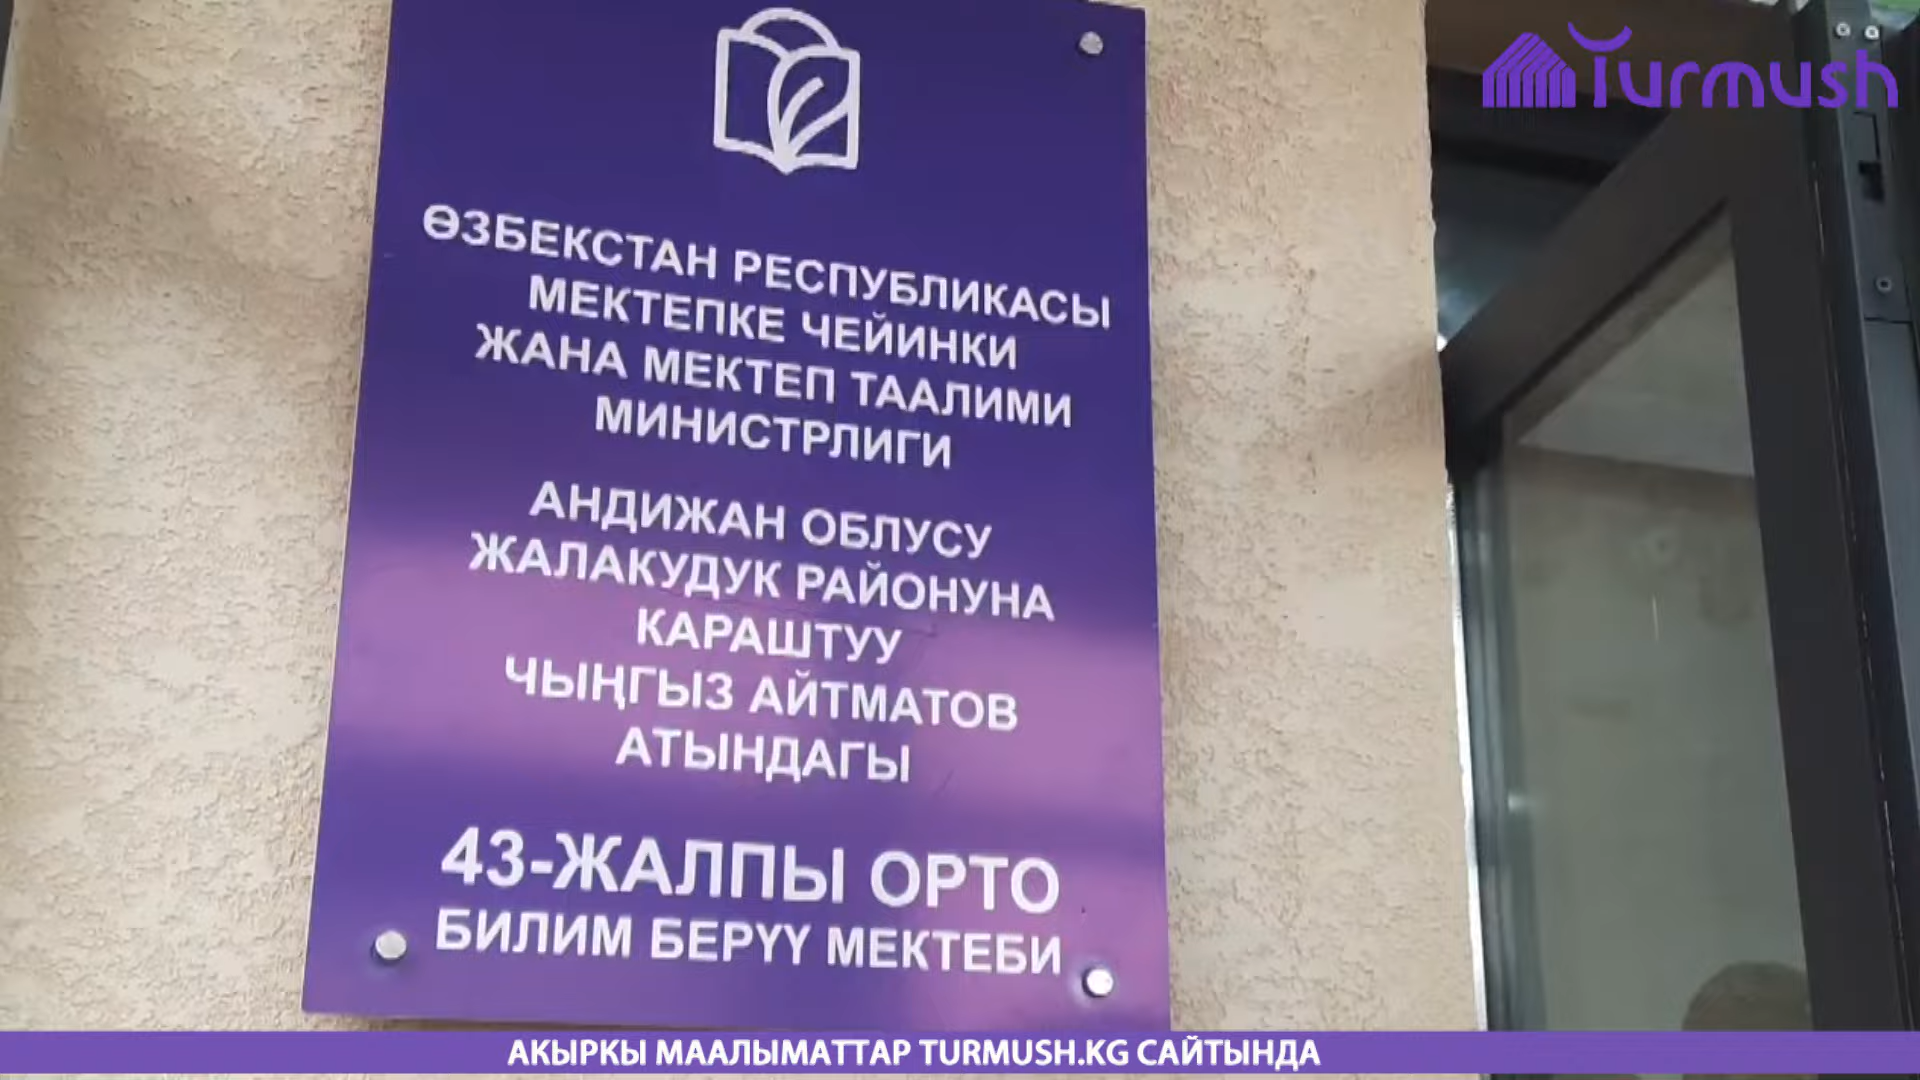 Turmush
ӨЗБЕКСТАН РЕСПУБЛИКАСЫ
МЕКТЕПКЕ ЧЕЙИНКИ
ЖАНА МЕКТЕП ТААЛИМИ
МИНИСТРЛИГИ
АНДИЖАН ОБЛУСУ
ЖАЛАКУДУК РАЙОНУНА
КАРАШТУУ
ЧЫҢГЫЗ АЙТМАТОВ
АТЫНДАГЫ
43-ЖАЛПЫ ОРТО
БИЛИМ БЕРҮҮ МЕКТЕБИ
АКЫРКЫ МААЛЫМАТТАР TURMUSH.KG САЙТЫНДА